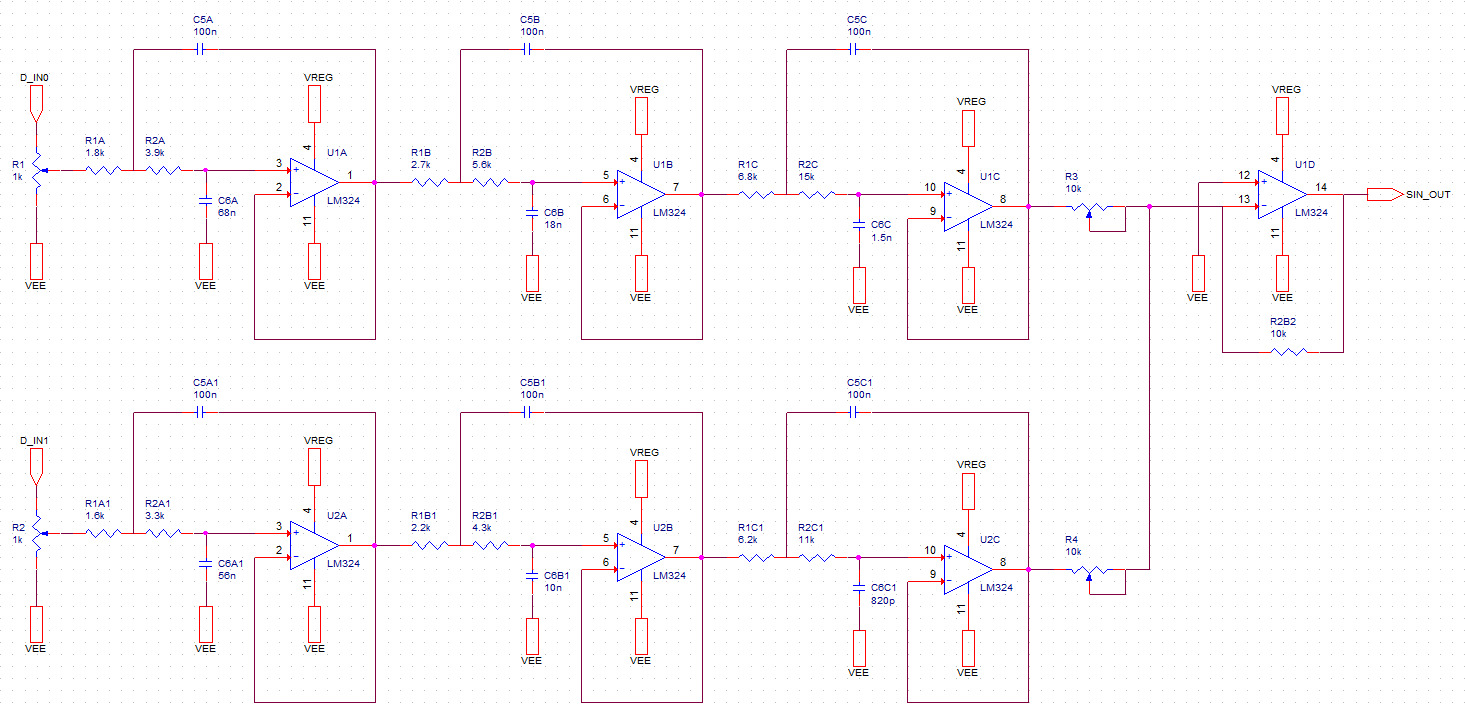 C5A
100n
C5B
100n
C5C
100n
D_IN0
VREG
VREG
VREG
VREG
R1
1k
R1A
1.8k
R2A
3.9k
C6A
68n
VEE
VEE
3
2
4
11
1
U1A
LM324
VEE
R1B
2.7k
R2B
5.6k
C6B
18n
VEE
5
6
4
11
7
U1B
LM324
VEE
R1C
6.8k
R2C
15k
C6C
1.5n
VEE
10
9
4
11
8
U1C
LM324
VEE
R3
10k
12
13
4
11
14
U1D
LM324
SIN_OUT
VEE
VEE
R2B2
10k
C5A1
100n
C5B1
100n
C5C1
100n
D_IN1
VREG
VREG
VREG
R2
1k
R1A1
1.6k
R2A1
3.3k
C6A1
56n
VEE
VEE
3
2
4
11
1
U2A
LM324
VEE
R1B1
2.2k
R2B1
4.3k
C6B1
10n
VEE
5
6
4
11
7
U2B
LM324
VEE
R1C1
6.2k
R2C1
11k
C6C1
820p
VEE
10
9
4
11
8
U2C
LM324
VEE
R4
10k